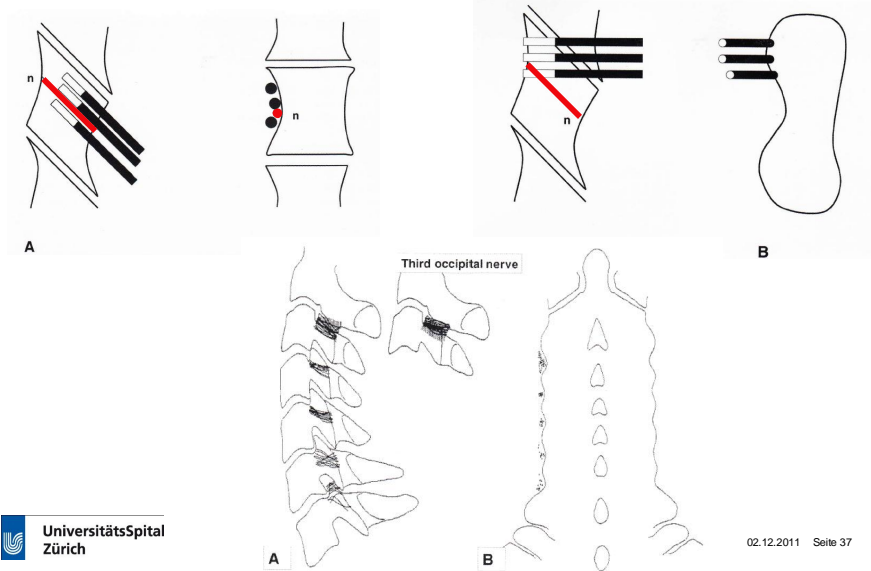 n
n
n
A
B
Third occipital nerve
A
B
UniversitätsSpital
Zürich
02.12.2011 Seite 37